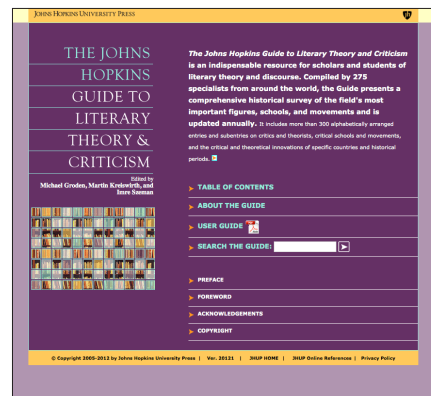 JOHNS HOPKINS UNIVERSITY PRESS
THE JOHNS
HOPKINS
GUIDE TO
LITERARY
THEORY &
CRITICISM
Edited by
Michael Groden, Martin Kreiswirth, and
Imre Szeman
The Johns Hopkins Guide to Literary Theory and Criticism
is an indispensable resource for scholars and students of
literary theory and discourse. Compiled by 275
specialists from around the world, the Guide presents a
comprehensive historical survey of the field's most
important figures, schools, and movements and is
updated annually. It includes more than 300 alphabetically arranged
entries and subentries on critics and theorists, critical schools and movements,
and the critical and theoretical innovations of specific countries and historical
periods.
TABLE OF CONTENTS
ABOUT THE GUIDE
USER GUIDE
SEARCH THE GUIDE:
PREFACE
FOREWORD
ACKNOWLEDGEMENTS
COPYRIGHT
© Copyright 2005-2012 by Johns Hopkins University Press | Ver. 20121 | JHUP HOME | JHUP Online References | Privacy Policy